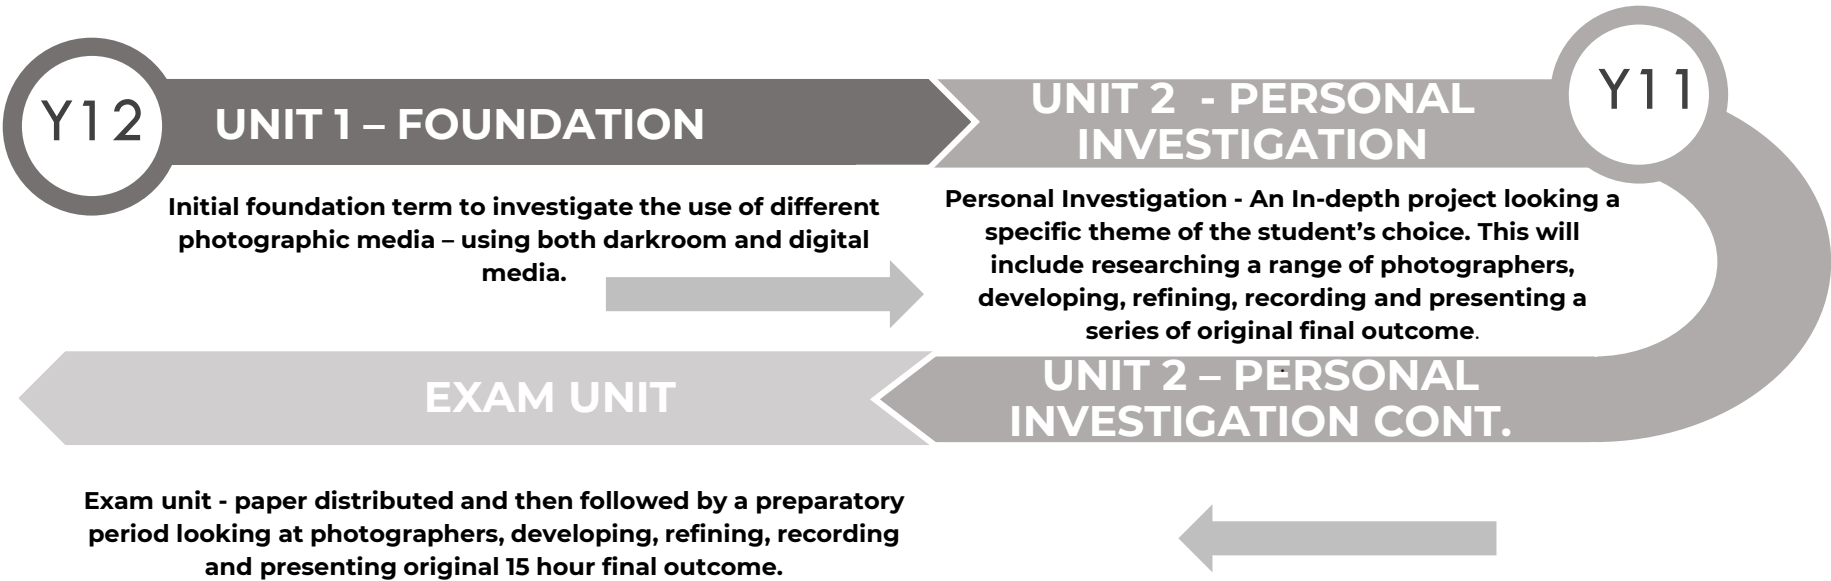 Y12
UNIT 1 – FOUNDATION
UNIT 2 - PERSONAL
INVESTIGATION
Y11
Initial foundation term to investigate the use of different
photographic media – using both darkroom and digital
media.
Personal Investigation - An In-depth project looking a
specific theme of the student’s choice. This will
include researching a range of photographers,
developing, refining, recording and presenting a
series of original final outcome.
.
UNIT 2 – PERSONAL
INVESTIGATION CONT.
EXAM UNIT
Exam unit - paper distributed and then followed by a preparatory
period looking at photographers, developing, refining, recording
and presenting original 15 hour final outcome.